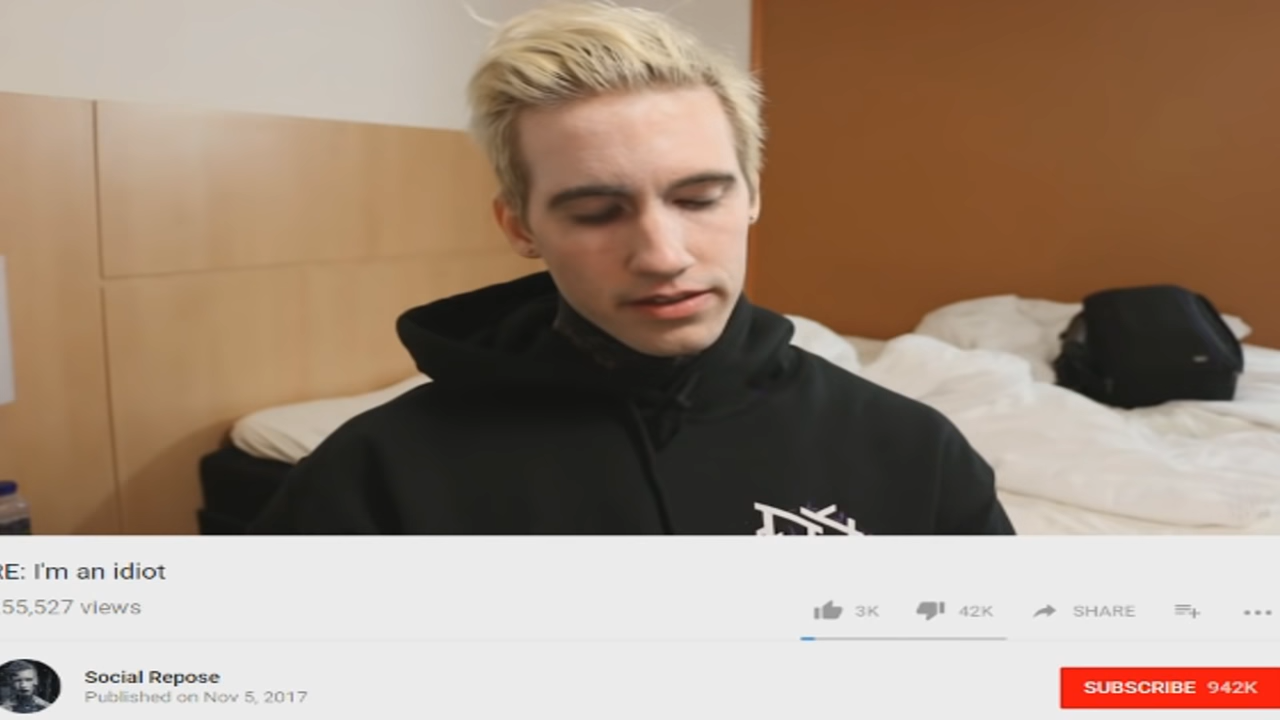 RE: I'm an idiot
55,527 views
3K 42K SHARE
Social Repose
Published on Nov 5, 2017
SUBSCRIBE 942K